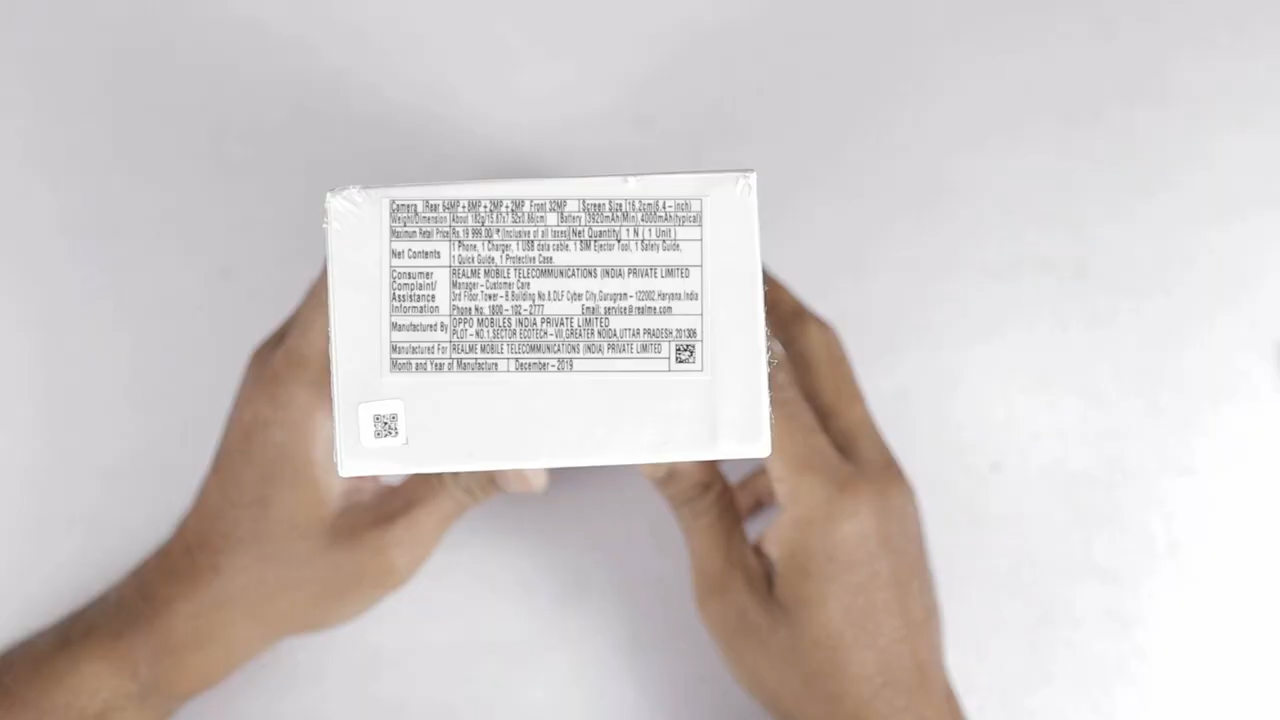 Camera Rear 64MP+8MP+2MP+2MP Front 32MP Screen Size 16.2cm(6.4-inch)
Weight/Dimension About 182g/15.87x7.52x0.86(cm) Battery 3920mAh(Min),4000mAh(typical)
Maximum Retail Price Rs.19 999.00/ ₹ (Inclusive of all taxes) Net Quantity 1 N ( 1 Unit )
Net Contents 1 Phone, 1 Charger, 1 USB data cable, 1 SIM Ejector Tool, 1 Safety Guide,
1 Quick Guide, 1 Protective Case.
Consumer Complaint/ Assistance Information REALME MOBILE TELECOMMUNICATIONS (INDIA) PRIVATE LIMITED
Manager-Customer Care
3rd Floor,Tower-B,Building No.8,DLF Cyber City,Gurugram-122002,Haryana,India
Phone No: 1800-102-2777 Email: service@realme.com
Manufactured By OPPO MOBILES INDIA PRIVATE LIMITED
PLOT-NO.1,SECTOR ECOTECH-VII,GREATER NOIDA,UTTAR PRADESH,201306
Manufactured For REALME MOBILE TELECOMMUNICATIONS (INDIA) PRIVATE LIMITED
Month and Year of Manufacture December-2019